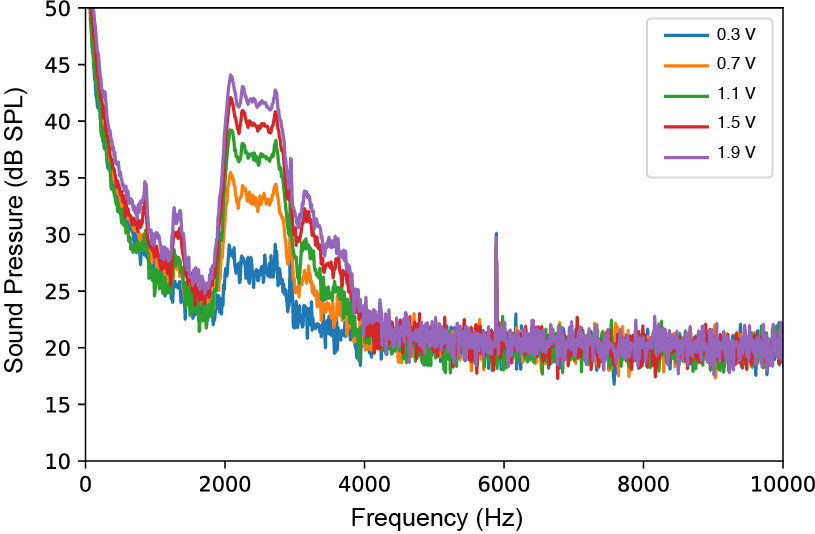 50
45
40
35
30
25
20
15
10
Sound Pressure (dB SPL)
0.3 V
0.7 V
1.1 V
1.5 V
1.9 V
0 2000 4000 6000 8000 10000
Frequency (Hz)